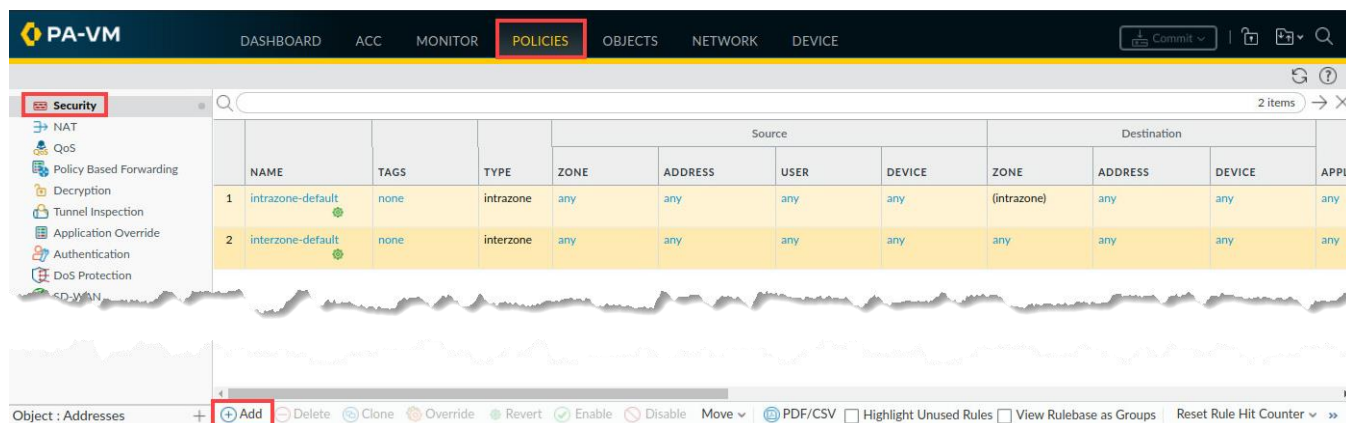 PA-VM
DASHBOARD ACC MONITOR POLICIES OBJECTS NETWORK DEVICE Commit
Security
2 items
NAT
QoS
Policy Based Forwarding
Decryption
Tunnel Inspection
Application Override
Authentication
DoS Protection
SD-WAN
Source Destination
NAME TAGS TYPE ZONE ADDRESS USER DEVICE ZONE ADDRESS DEVICE APPL
1 intrazone-default none intrazone any any any any (intrazone) any any any
2 interzone-default none interzone any any any any any any any any
Object : Addresses + Add Delete Clone Override Revert Enable Disable Move PDF/CSV Highlight Unused Rules View Rulebase as Groups Reset Rule Hit Counter »